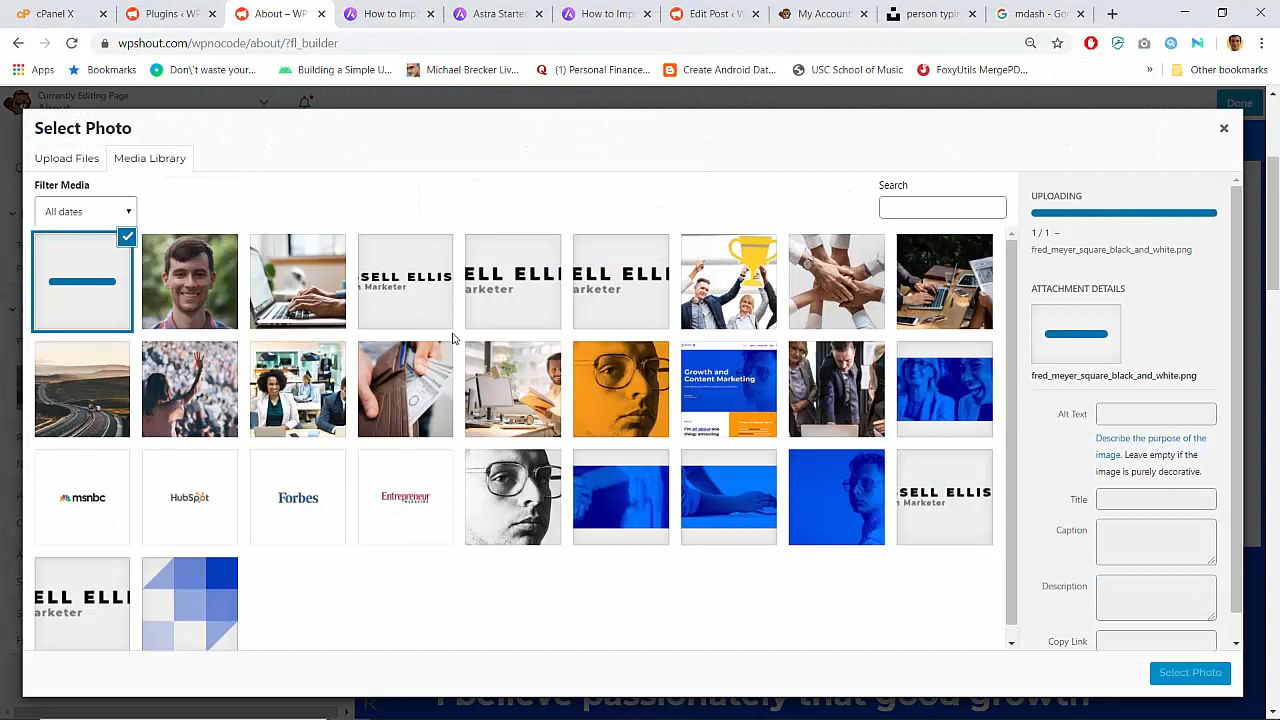 cPanel X
Plugins ‹ WP
About – WP
How to Imp
Astra Starter
How to Imp
Edit Post ‹ W
My Account
person typin
mdash - Goo
wpshout.com/wpnocode/about/?fl_builder
Apps
Bookmarks
Don\'t waste your...
Building a Simple U...
Michael Brecker Liv...
(1) Personal Finance...
Create Android Dat...
USC School of Music
FoxyUtils MergePD...
»
Other bookmarks
Currently Editing Page
About
Done
Select Photo
Upload Files
Media Library
Filter Media
All dates
Search
SELL ELLIS
Marketer
ELL ELL
arketer
ELL ELLI
arketer
Growth and
Content Marketing
msnbc
HubSpot
Forbes
Entrepreneur
SELL ELLIS
Marketer
ELL ELLI
arketer
UPLOADING
1 / 1 –
fred_meyer_square_black_and_white.png
ATTACHMENT DETAILS
fred_meyer_square_black_and_white.png
Alt Text
Describe the purpose of the
image. Leave empty if the
image is purely decorative.
Title
Caption
Description
Copy Link
Select Photo
I believe passionately that good growth